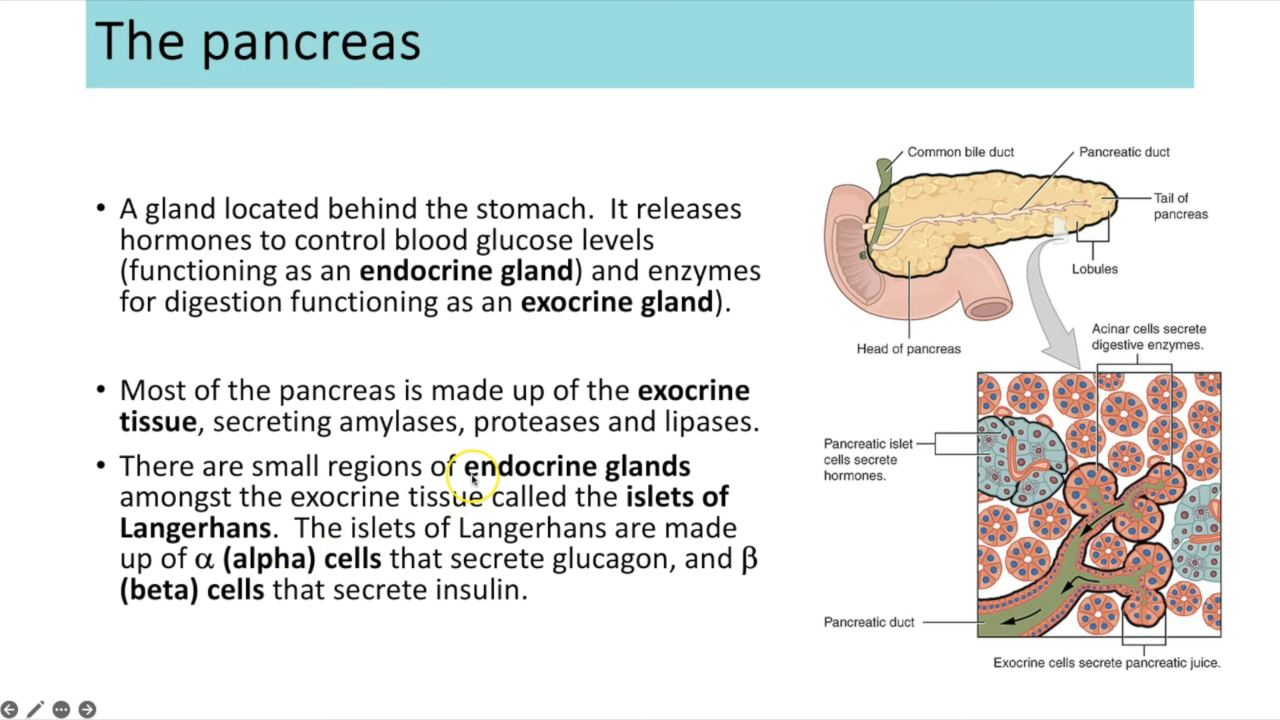 The pancreas
• A gland located behind the stomach.  It releases
hormones to control blood glucose levels
(functioning as an endocrine gland) and enzymes
for digestion functioning as an exocrine gland).
• Most of the pancreas is made up of the exocrine
tissue, secreting amylases, proteases and lipases.
• There are small regions of endocrine glands
amongst the exocrine tissue called the islets of
Langerhans.  The islets of Langerhans are made
up of α (alpha) cells that secrete glucagon, and β
(beta) cells that secrete insulin.
Common bile duct
Pancreatic duct
Tail of
pancreas
Lobules
Head of pancreas
Acinar cells secrete
digestive enzymes.
Pancreatic islet
cells secrete
hormones.
Pancreatic duct
Exocrine cells secrete pancreatic juice.